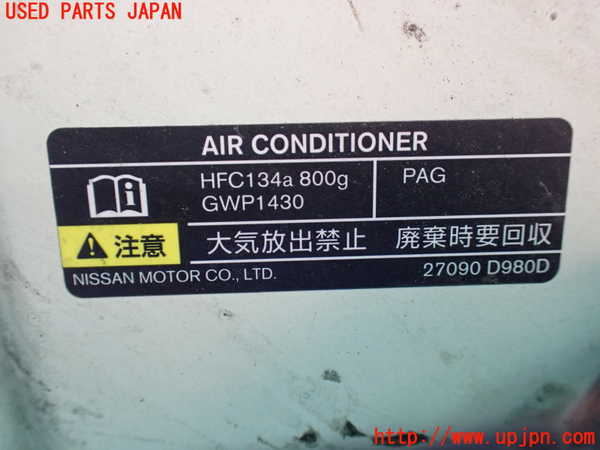 USED PARTS JAPAN
AIR CONDITIONER
HFC134a 800g
GWP1430
PAG
注意
大気放出禁止 廃棄時要回収
NISSAN MOTOR CO., LTD.
27090 D980D
http://www.upjpn.com/